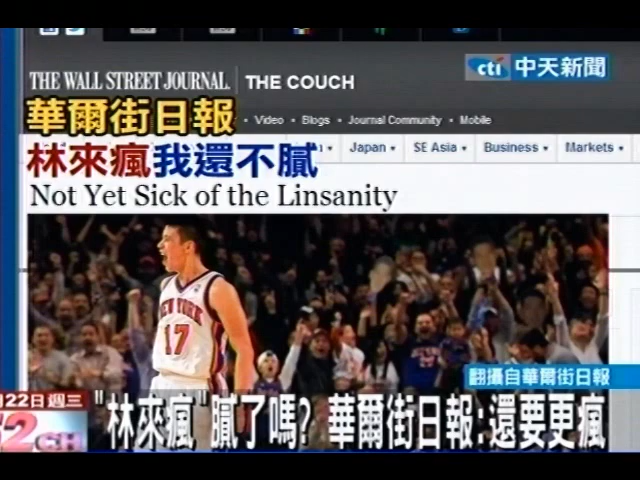 cti 中天新聞
THE WALL STREET JOURNAL. THE COUCH
華爾街日報
Video • Blogs • Journal Community • Mobile
林來瘋我還不膩
Japan SE Asia Business Markets
Not Yet Sick of the Linsanity
NEW YORK
17
翻攝自華爾街日報
22日週三
52CH
"林來瘋"膩了嗎? 華爾街日報:還要更瘋